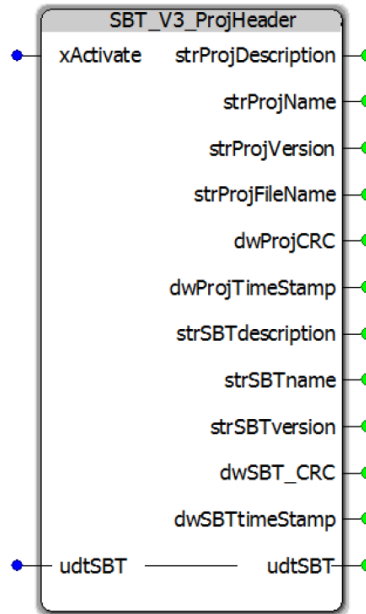 SBT_V3_ProjHeader
xActivate strProjDescription
strProjName
strProjVersion
strProjFileName
dwProjCRC
dwProjTimeStamp
strSBTdescription
strSBTname
strSBTversion
dwSBT_CRC
dwSBTtimeStamp
udtSBT udtSBT